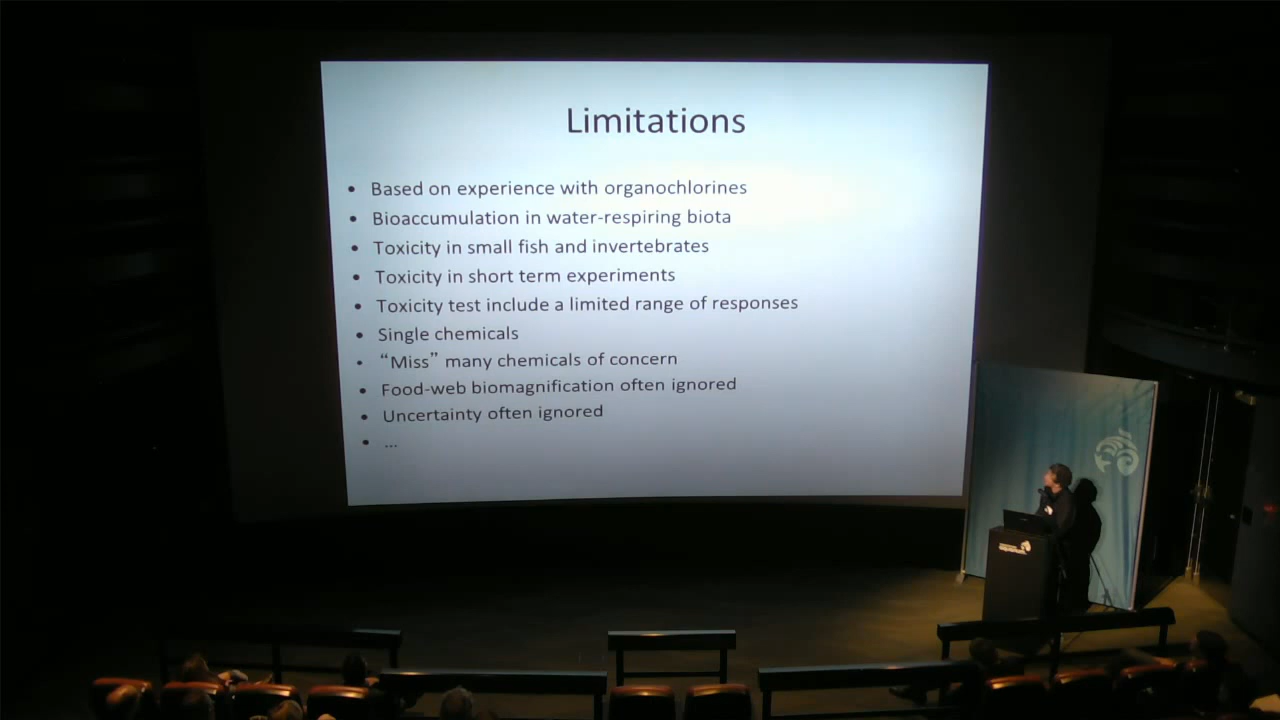 Limitations
• Based on experience with organochlorines
• Bioaccumulation in water-respiring biota
• Toxicity in small fish and invertebrates
• Toxicity in short term experiments
• Toxicity test include a limited range of responses
• Single chemicals
• “Miss” many chemicals of concern
• Food-web biomagnification often ignored
• Uncertainty often ignored
• ...